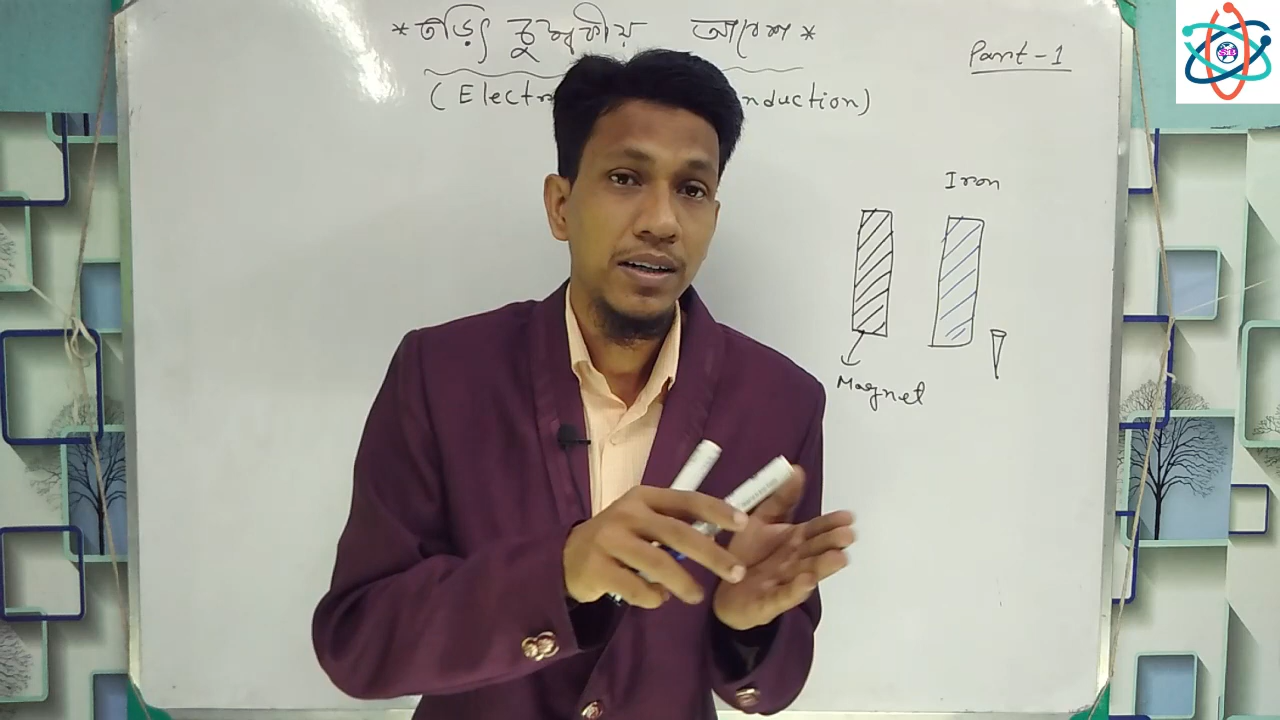 *তড়িৎ চুম্বকীয় আবেশ*
Part-1
(Electr nduction)
Iron
Magnet